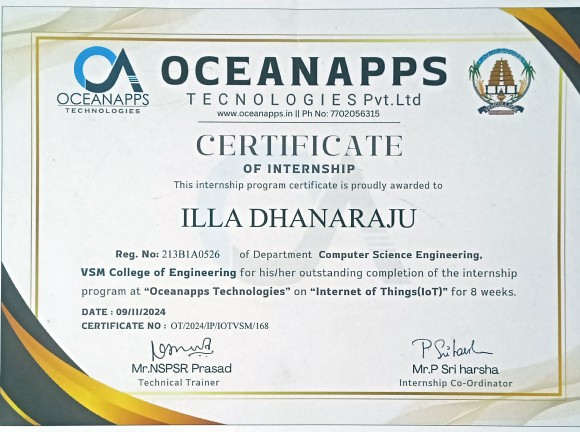 OCEANAPPS
TECHNOLOGIES
OCEANAPPS
TECNOLOGIES Pvt.Ltd
www.oceanapps.in || Ph No: 7702056315
CERTIFICATE
OF INTERNSHIP
This internship program certificate is proudly awarded to
ILLA DHANARAJU
Reg. No: 213B1A0526 of Department Computer Science Engineering,
VSM College of Engineering for his/her outstanding completion of the internship
program at “Oceanapps Technologies” on “Internet of Things(IoT)” for 8 weeks.
DATE : 09/11/2024
CERTIFICATE NO : OT/2024/IP/IOTVSM/168
Mr.NSPSR Prasad
Technical Trainer
Mr.P Sri harsha
Internship Co-Ordinator